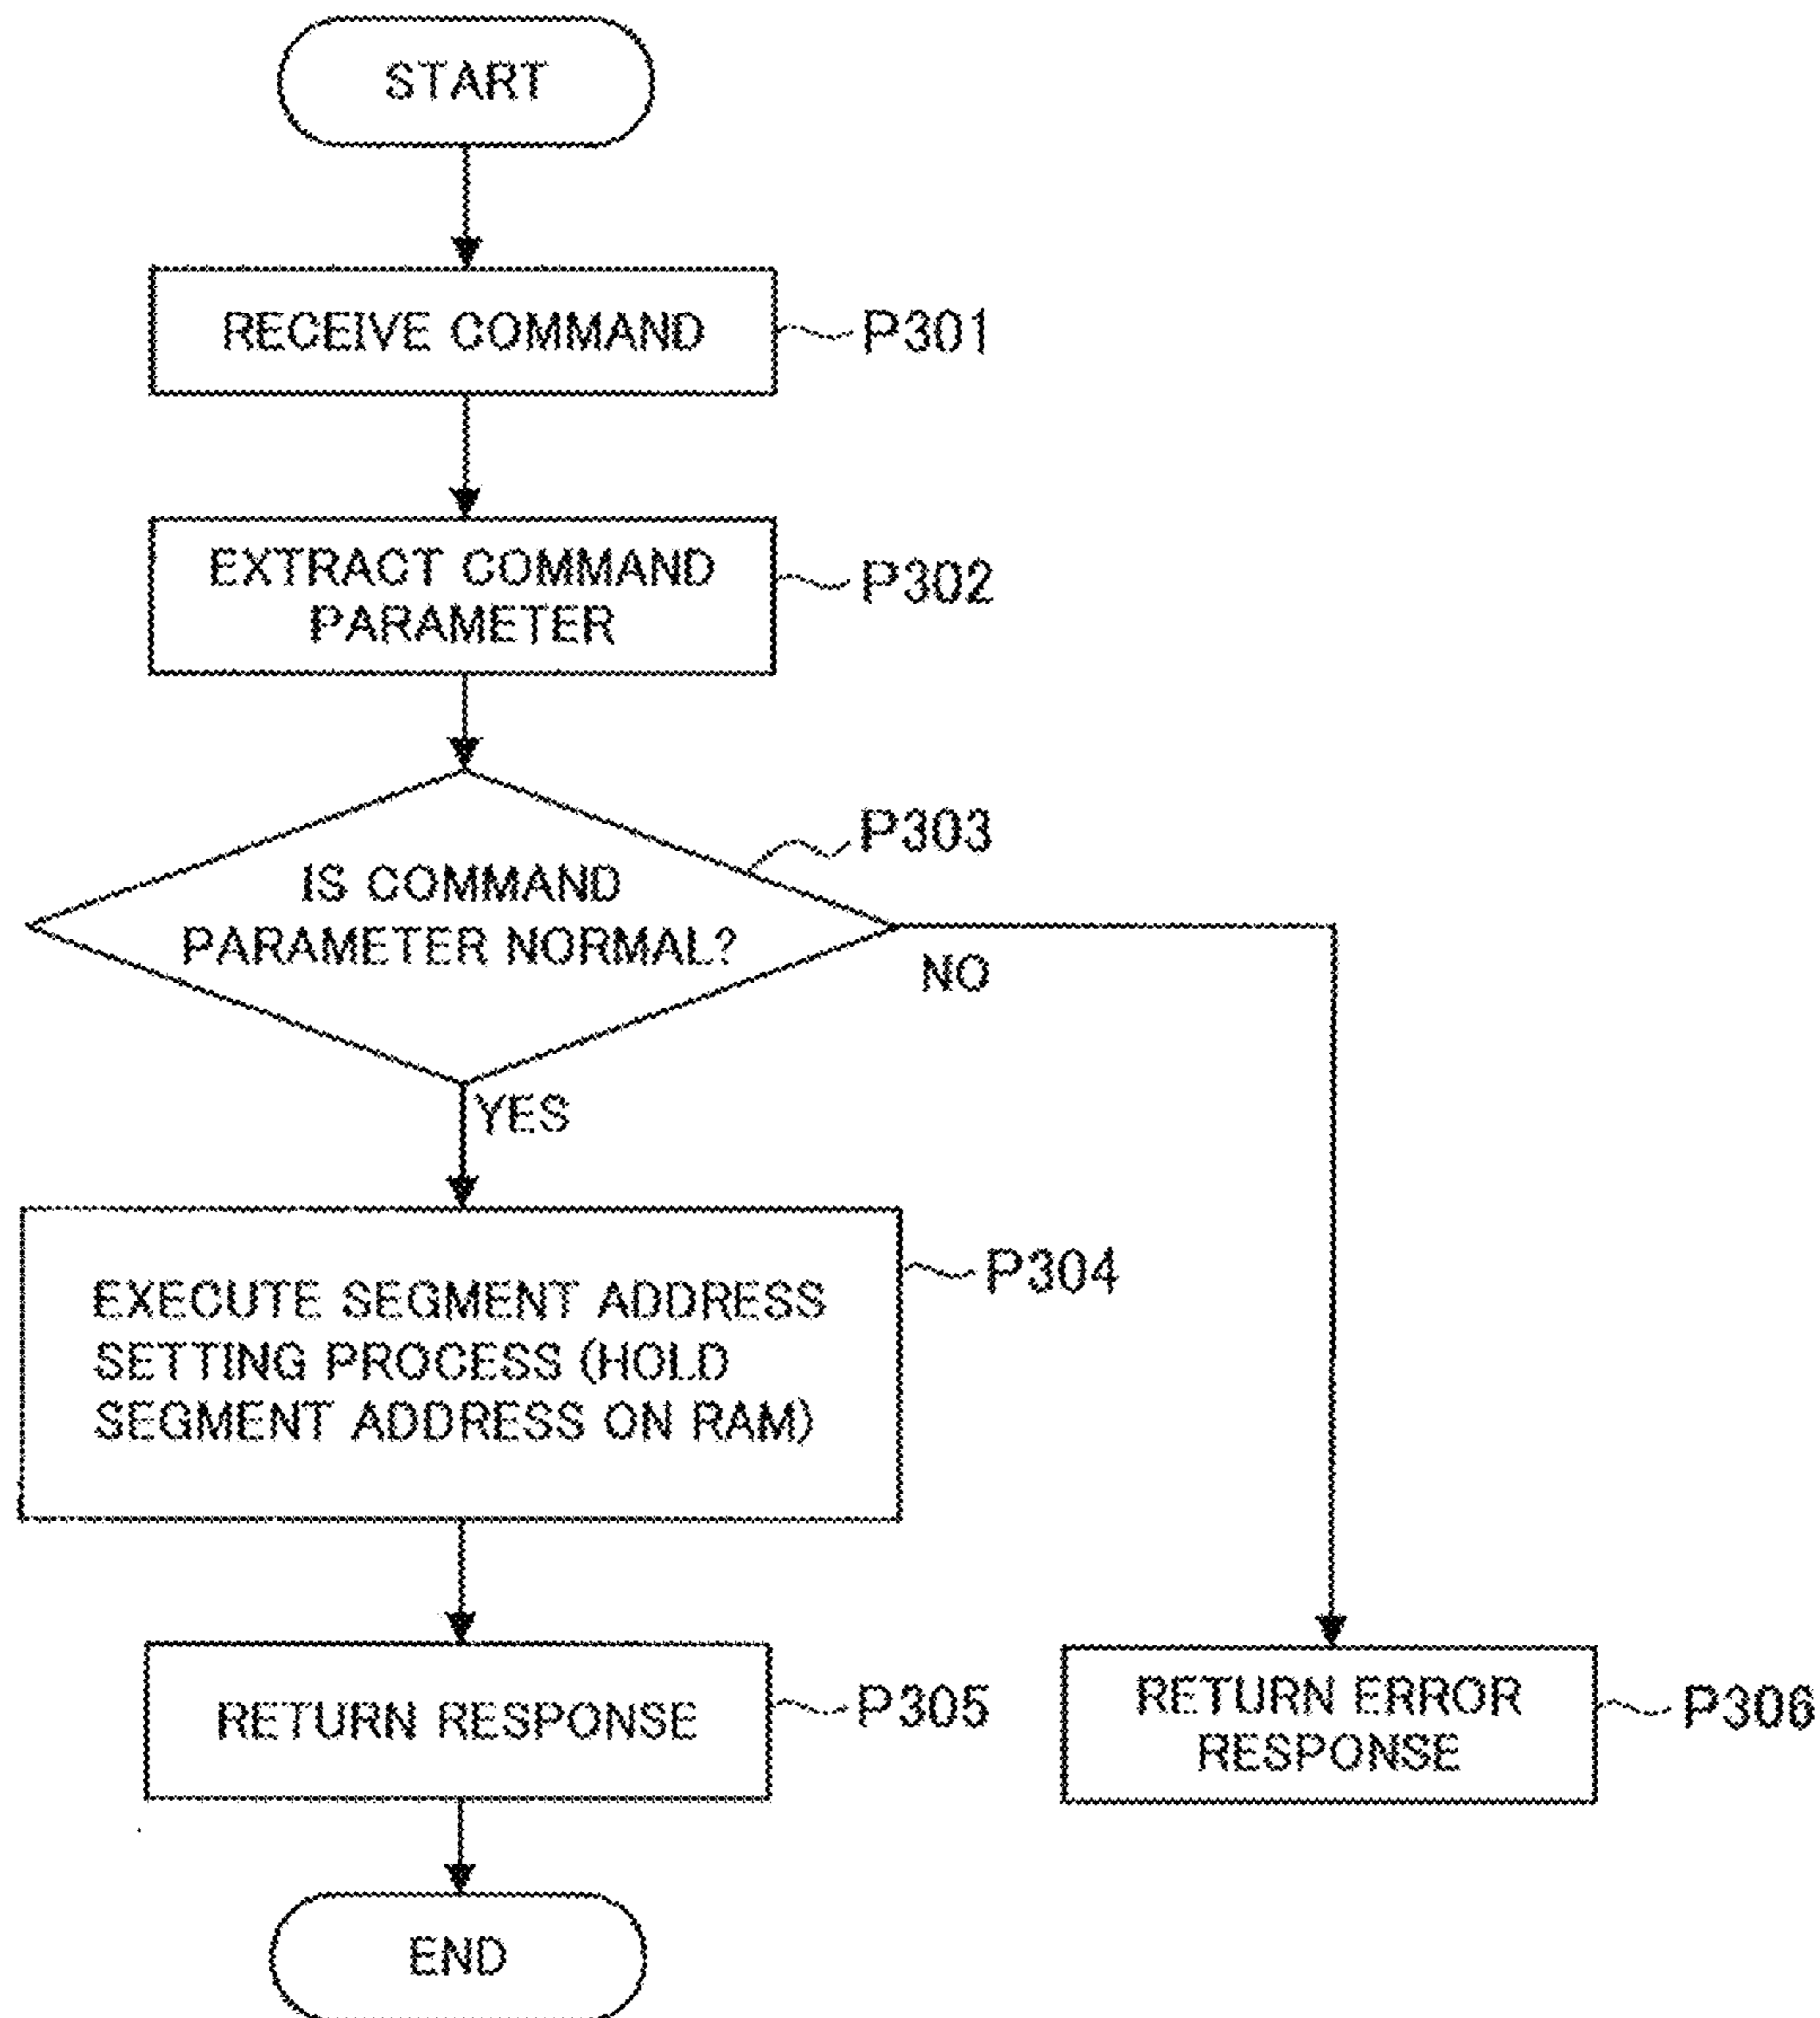 START
RECEIVE COMMAND
P301
EXTRACT COMMAND
PARAMETER
P302
P303
IS COMMAND
PARAMETER NORMAL?
NO
YES
EXECUTE SEGMENT ADDRESS
SETTING PROCESS (HOLD
SEGMENT ADDRESS ON RAM)
P304
RETURN RESPONSE
P305
RETURN ERROR
RESPONSE
P306
END